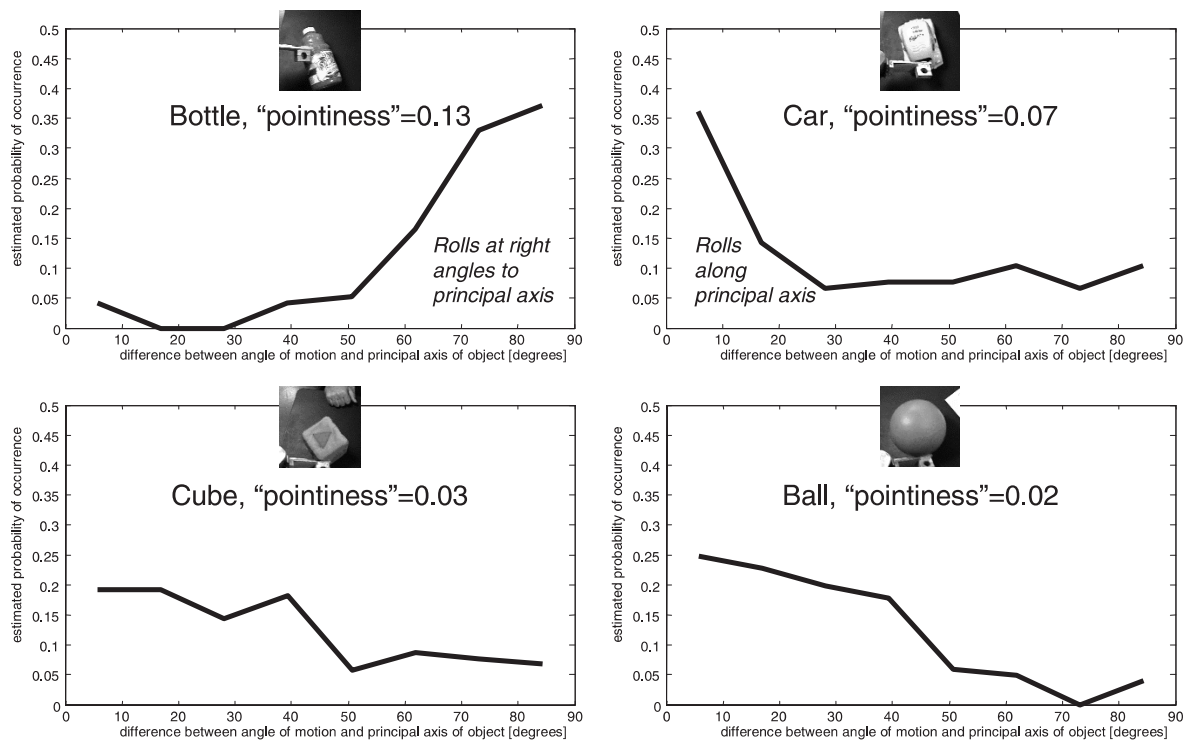 0.5
0.45
0.4
0.35
0.3
0.25
0.2
0.15
0.1
0.05
0
estimated probability of occurrence
Bottle, “pointiness”=0.13
Rolls at right
angles to
principal axis
0 10 20 30 40 50 60 70 80 90
difference between angle of motion and principal axis of object [degrees]
0.5
0.45
0.4
0.35
0.3
0.25
0.2
0.15
0.1
0.05
0
estimated probability of occurrence
Car, “pointiness”=0.07
Rolls
along
principal axis
0 10 20 30 40 50 60 70 80 90
difference between angle of motion and principal axis of object [degrees]
0.5
0.45
0.4
0.35
0.3
0.25
0.2
0.15
0.1
0.05
0
estimated probability of occurrence
Cube, “pointiness”=0.03
0 10 20 30 40 50 60 70 80 90
difference between angle of motion and principal axis of object [degrees]
0.5
0.45
0.4
0.35
0.3
0.25
0.2
0.15
0.1
0.05
0
estimated probability of occurrence
Ball, “pointiness”=0.02
0 10 20 30 40 50 60 70 80 90
difference between angle of motion and principal axis of object [degrees]